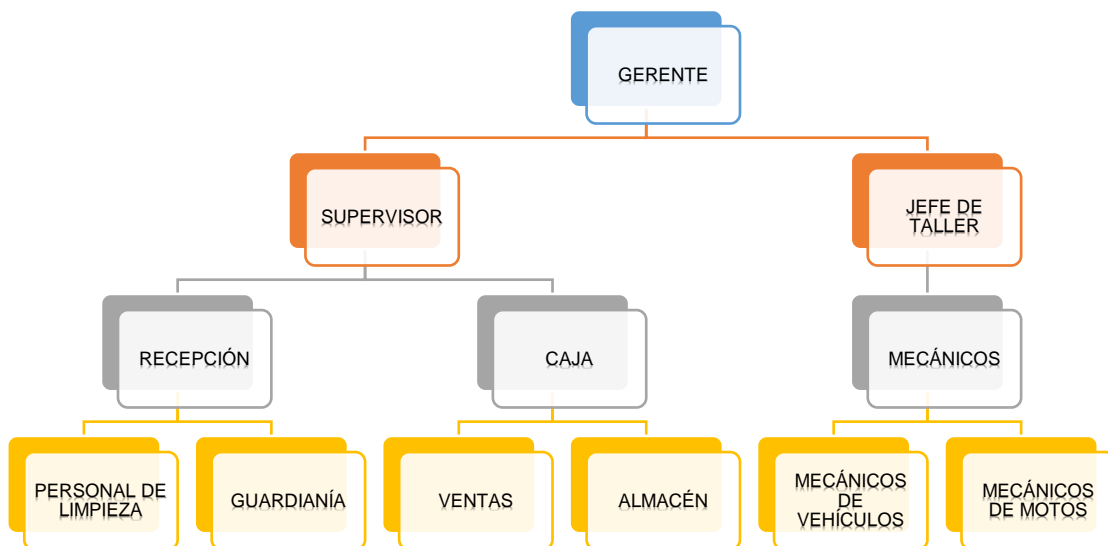 GERENTE
SUPERVISOR
JEFE DE
TALLER
RECEPCIÓN
CAJA
MECÁNICOS
PERSONAL DE
LIMPIEZA
GUARDIANÍA
VENTAS
ALMACÉN
MECÁNICOS
DE
VEHÍCULOS
MECÁNICOS
DE MOTOS